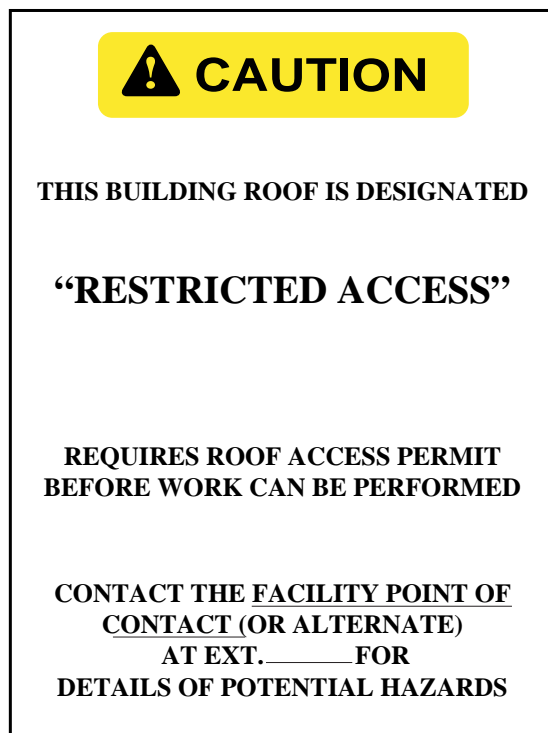 CAUTION
THIS BUILDING ROOF IS DESIGNATED
“RESTRICTED ACCESS”
REQUIRES ROOF ACCESS PERMIT
BEFORE WORK CAN BE PERFORMED
CONTACT THE FACILITY POINT OF
CONTACT (OR ALTERNATE)
AT EXT.______FOR
DETAILS OF POTENTIAL HAZARDS